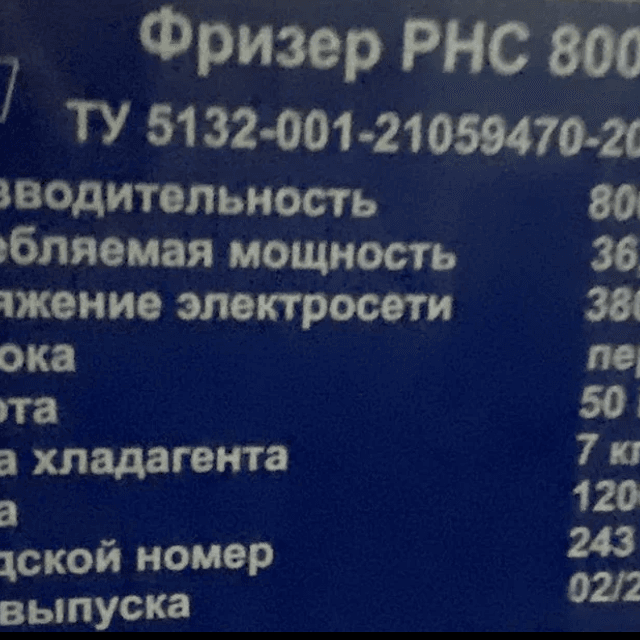 Фризер РНС 800
ТУ 5132-001-21059470-20
зводительность 80
ебляемая мощность 36
яжение электросети 380
ока пер
ота 50
а хладагента 7 кг
а 120
дской номер 243
выпуска 02/2